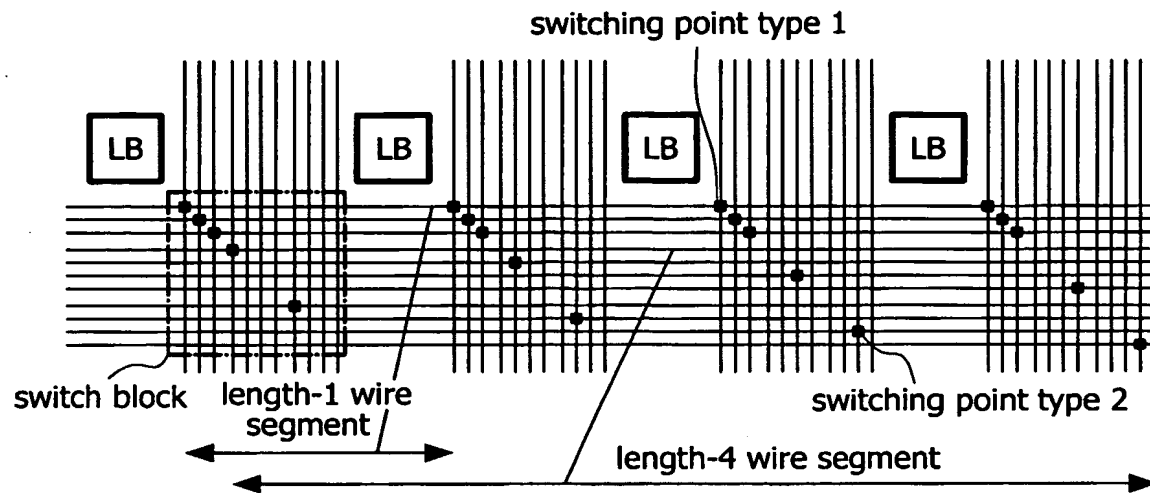 switching point type 1
LB
LB
LB
LB
switch block
length-1 wire
segment
switching point type 2
length-4 wire segment